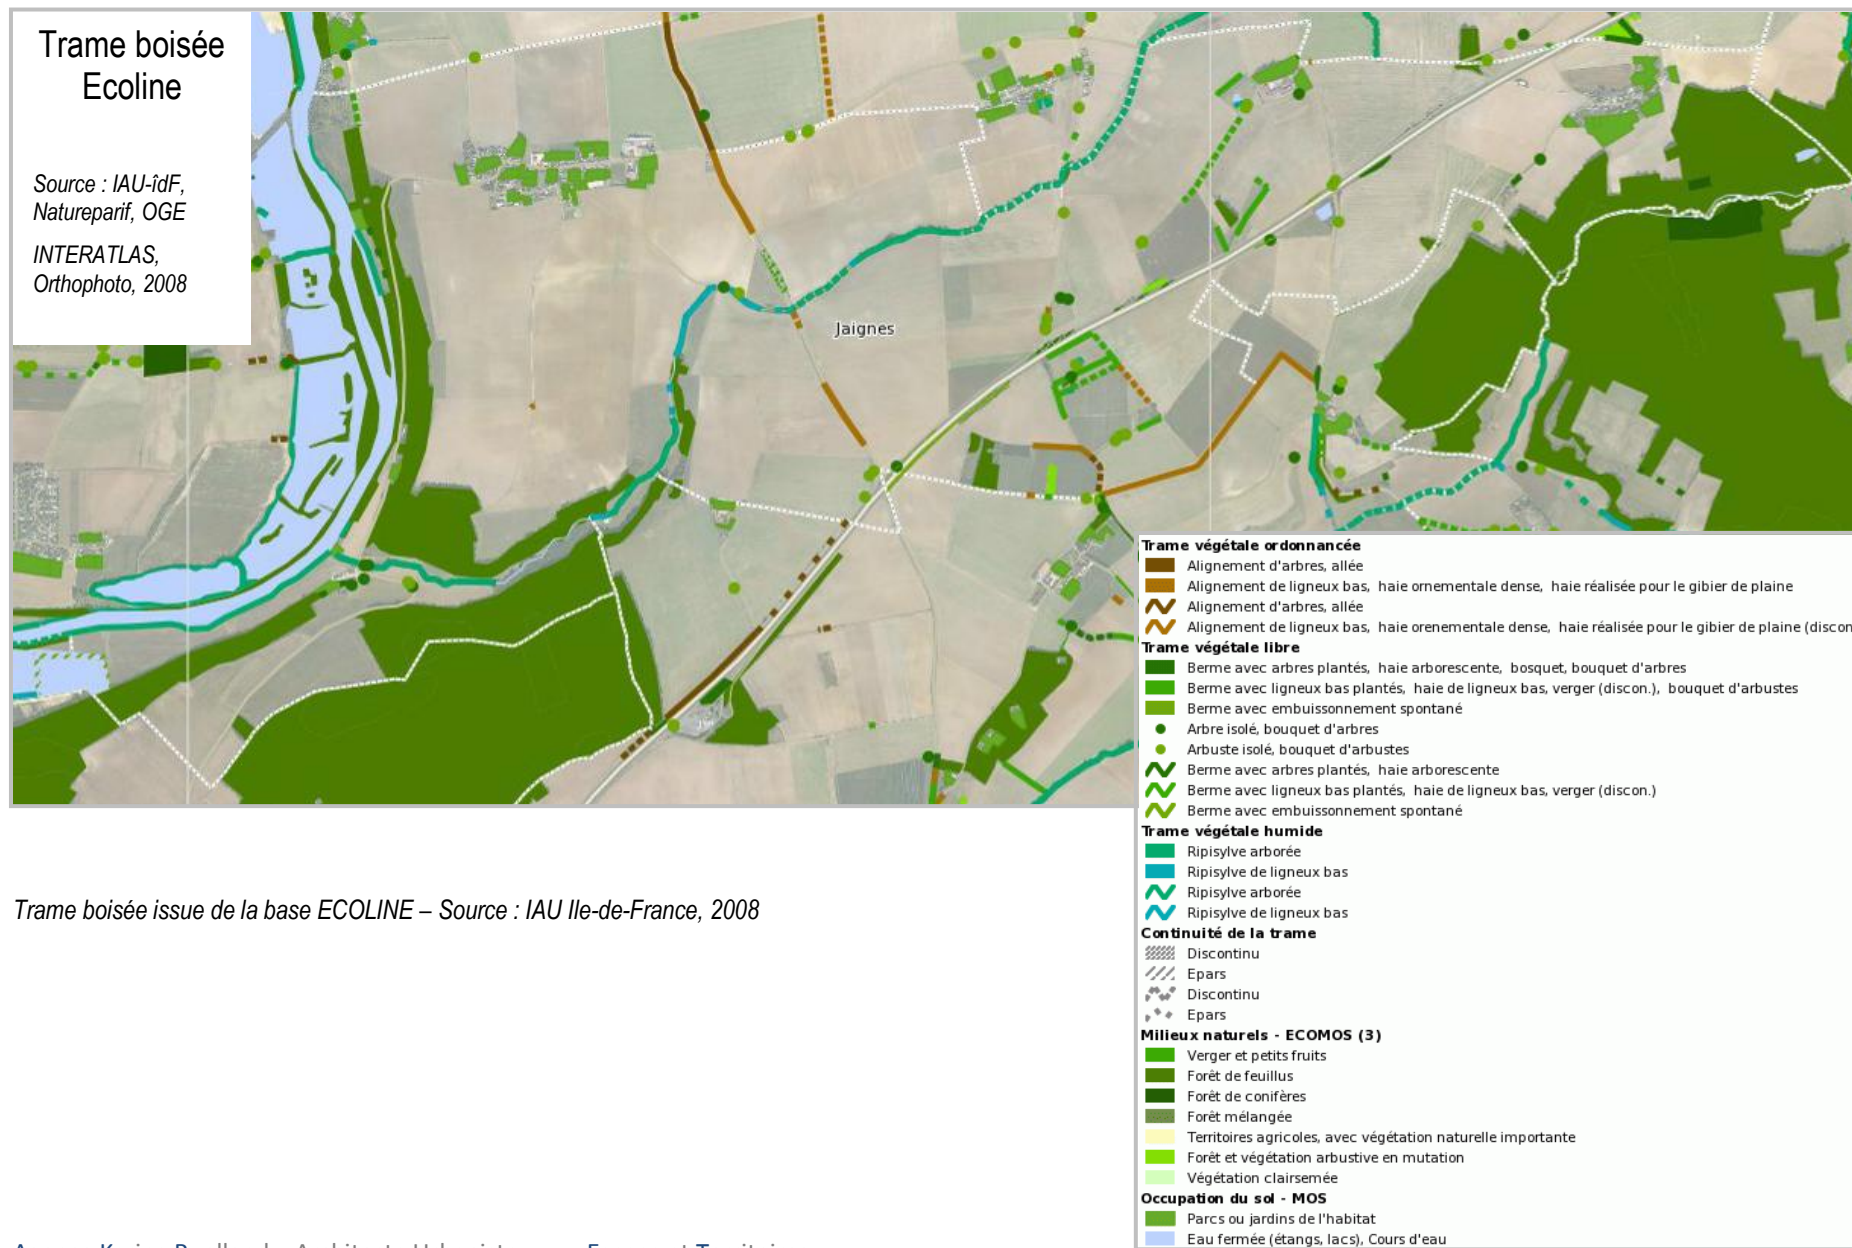 Trame boisée
Ecoline
Source : IAU-îdF,
Natureparif, OGE
INTERATLAS,
Orthophoto, 2008
Jaignes
Trame végétale ordonnancée
Alignement d'arbres, allée
Alignement de ligneux bas, haie ornementale dense, haie réalisée pour le gibier de plaine
Alignement d'arbres, allée
Alignement de ligneux bas, haie orenementale dense, haie réalisée pour le gibier de plaine (discon
Trame végétale libre
Berme avec arbres plantés, haie arborescente, bosquet, bouquet d'arbres
Berme avec ligneux bas plantés, haie de ligneux bas, verger (discon.), bouquet d'arbustes
Berme avec embuissonnement spontané
Arbre isolé, bouquet d'arbres
Arbuste isolé, bouquet d'arbustes
Berme avec arbres plantés, haie arborescente
Berme avec ligneux bas plantés, haie de ligneux bas, verger (discon.)
Berme avec embuissonnement spontané
Trame végétale humide
Ripisylve arborée
Ripisylve de ligneux bas
Ripisylve arborée
Ripisylve de ligneux bas
Continuité de la trame
Discontinu
Epars
Discontinu
Epars
Milieux naturels - ECOMOS (3)
Verger et petits fruits
Forêt de feuillus
Forêt de conifères
Forêt mélangée
Territoires agricoles, avec végétation naturelle importante
Forêt et végétation arbustive en mutation
Végétation clairsemée
Occupation du sol - MOS
Parcs ou jardins de l'habitat
Eau fermée (étangs, lacs), Cours d'eau
Trame boisée issue de la base ECOLINE – Source : IAU Ile-de-France, 2008